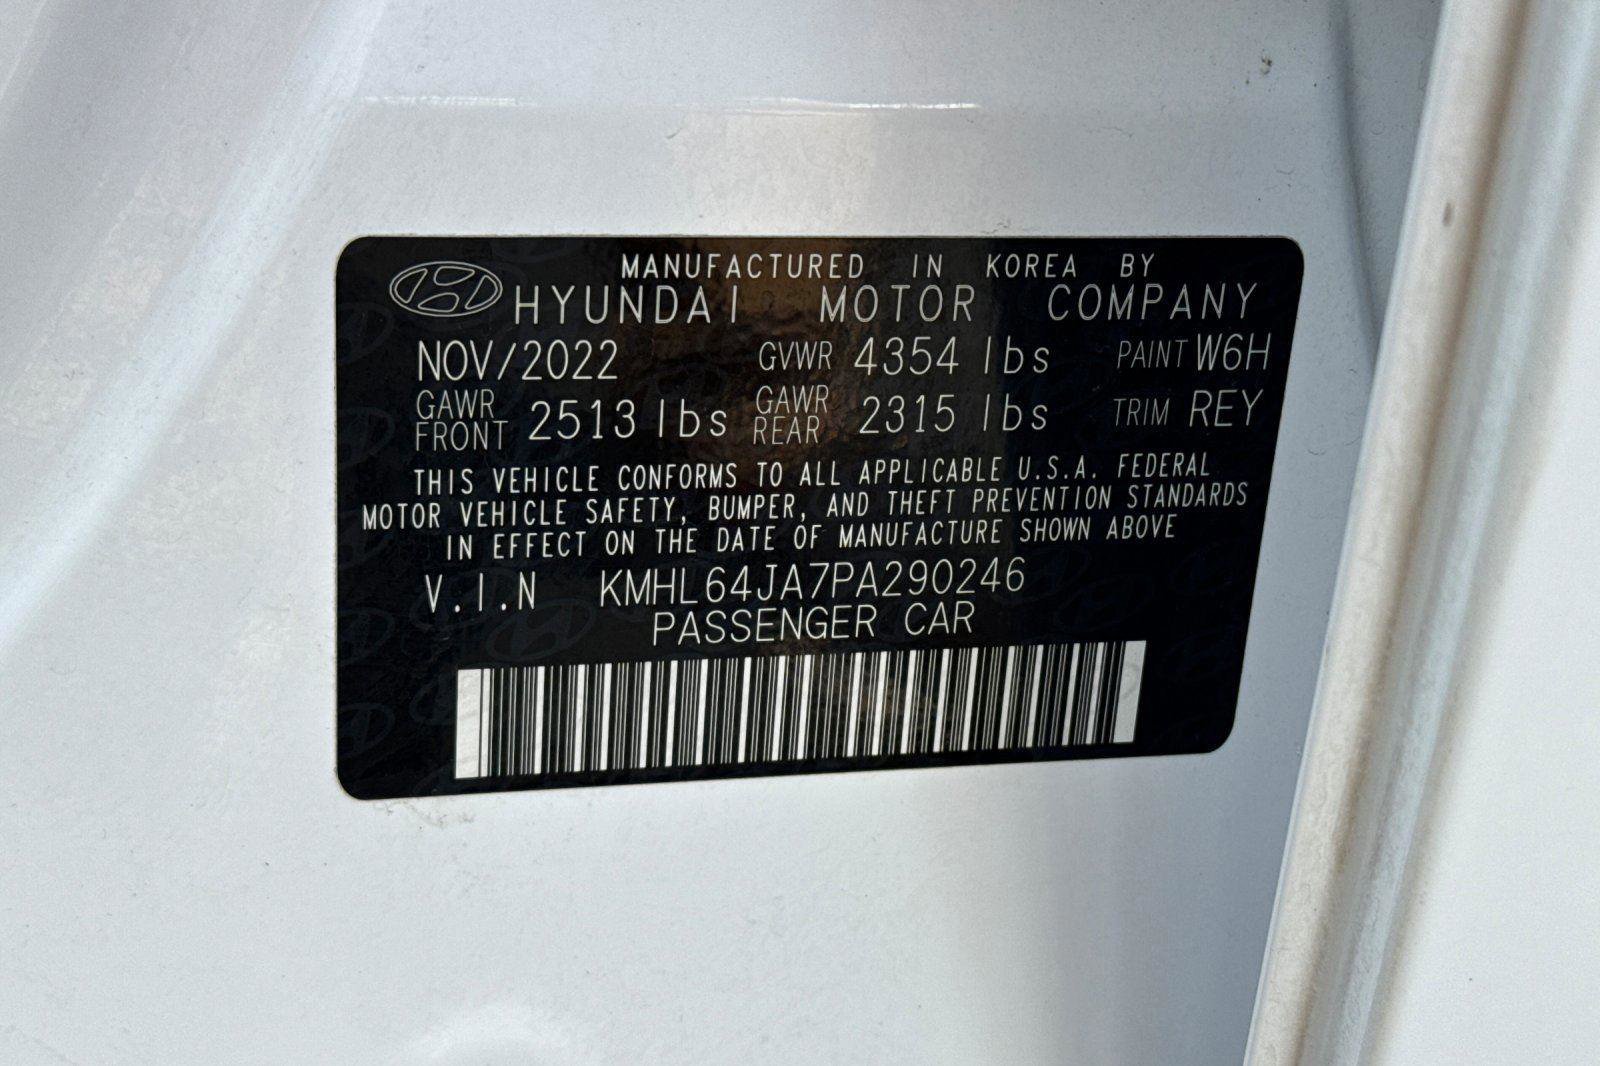 MANUFACTURED IN KOREA BY
HYUNDAI MOTOR COMPANY
NOV/2022 GVWR 4354 lbs PAINT W6H
GAWR FRONT 2513 lbs GAWR REAR 2315 lbs TRIM REY
THIS VEHICLE CONFORMS TO ALL APPLICABLE U.S.A. FEDERAL
MOTOR VEHICLE SAFETY, BUMPER, AND THEFT PREVENTION STANDARDS
IN EFFECT ON THE DATE OF MANUFACTURE SHOWN ABOVE
V.I.N KMHL64JA7PA290246
PASSENGER CAR